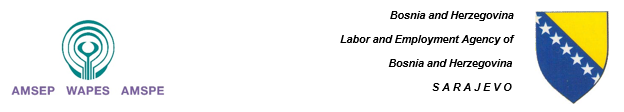 AMSEP WAPES AMSPE
Bosnia and Herzegovina
Labor and Employment Agency of
Bosnia and Herzegovina
S A R A J E V O